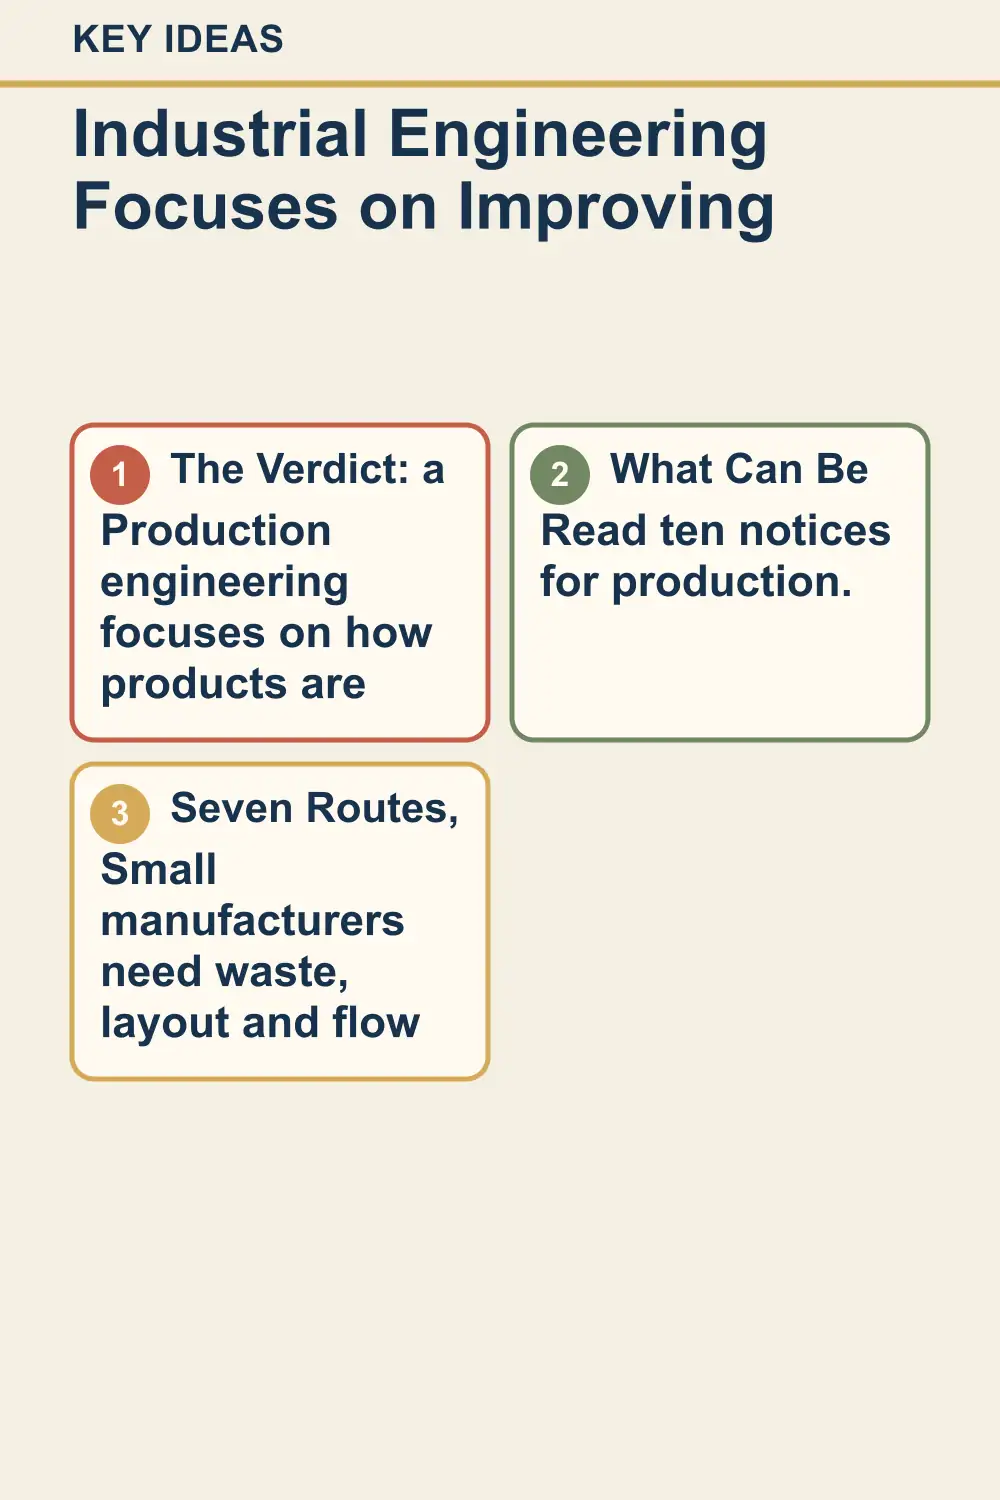 KEY IDEAS
Industrial Engineering
Focuses on Improving
1 The Verdict: a
Production
engineering
focuses on how
products are
2 What Can Be
Read ten notices
for production.
3 Seven Routes,
Small
manufacturers
need waste,
layout and flow